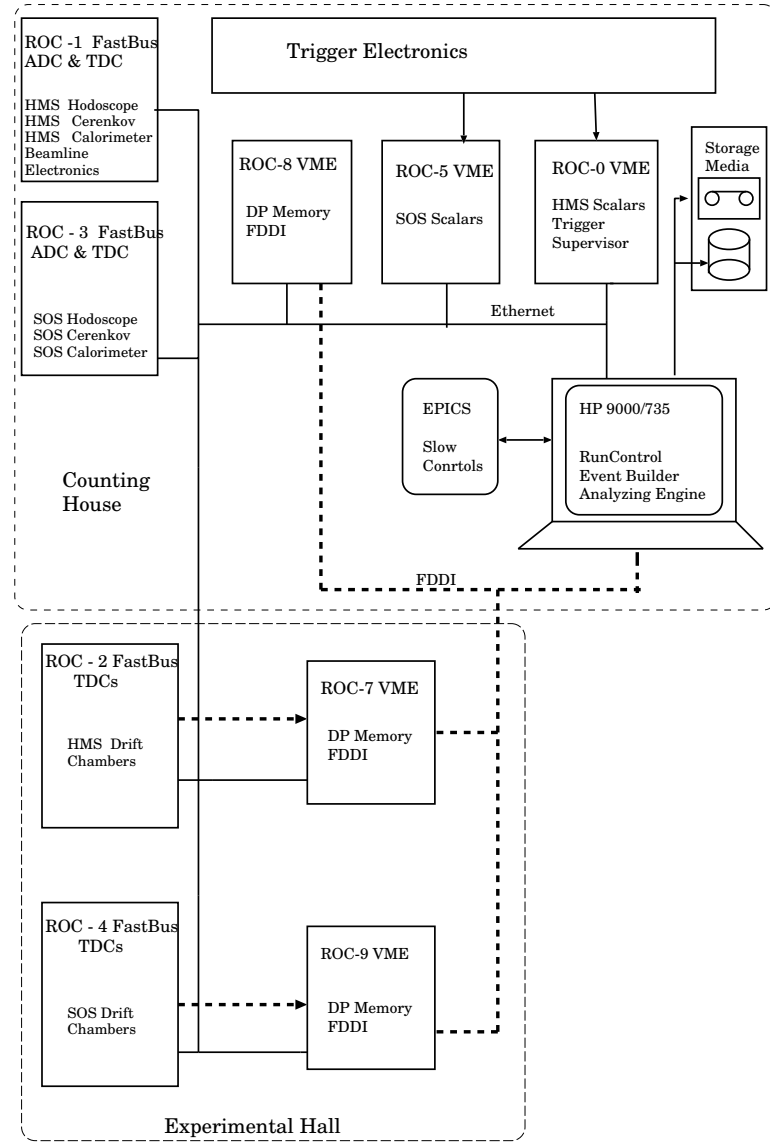 ROC -1 FastBus
ADC & TDC
HMS Hodoscope
HMS Cerenkov
HMS Calorimeter
Beamline
Electronics
Trigger Electronics
ROC-8 VME
DP Memory
FDDI
ROC-5 VME
SOS Scalars
ROC-0 VME
HMS Scalars
Trigger
Supervisor
Storage
Media
ROC - 3 FastBus
ADC & TDC
SOS Hodoscope
SOS Cerenkov
SOS Calorimeter
Ethernet
EPICS
Slow
Conrtols
HP 9000/735
RunControl
Event Builder
Analyzing Engine
Counting
House
FDDI
ROC - 2 FastBus
TDCs
HMS Drift
Chambers
ROC-7 VME
DP Memory
FDDI
ROC - 4 FastBus
TDCs
SOS Drift
Chambers
ROC-9 VME
DP Memory
FDDI
Experimental Hall